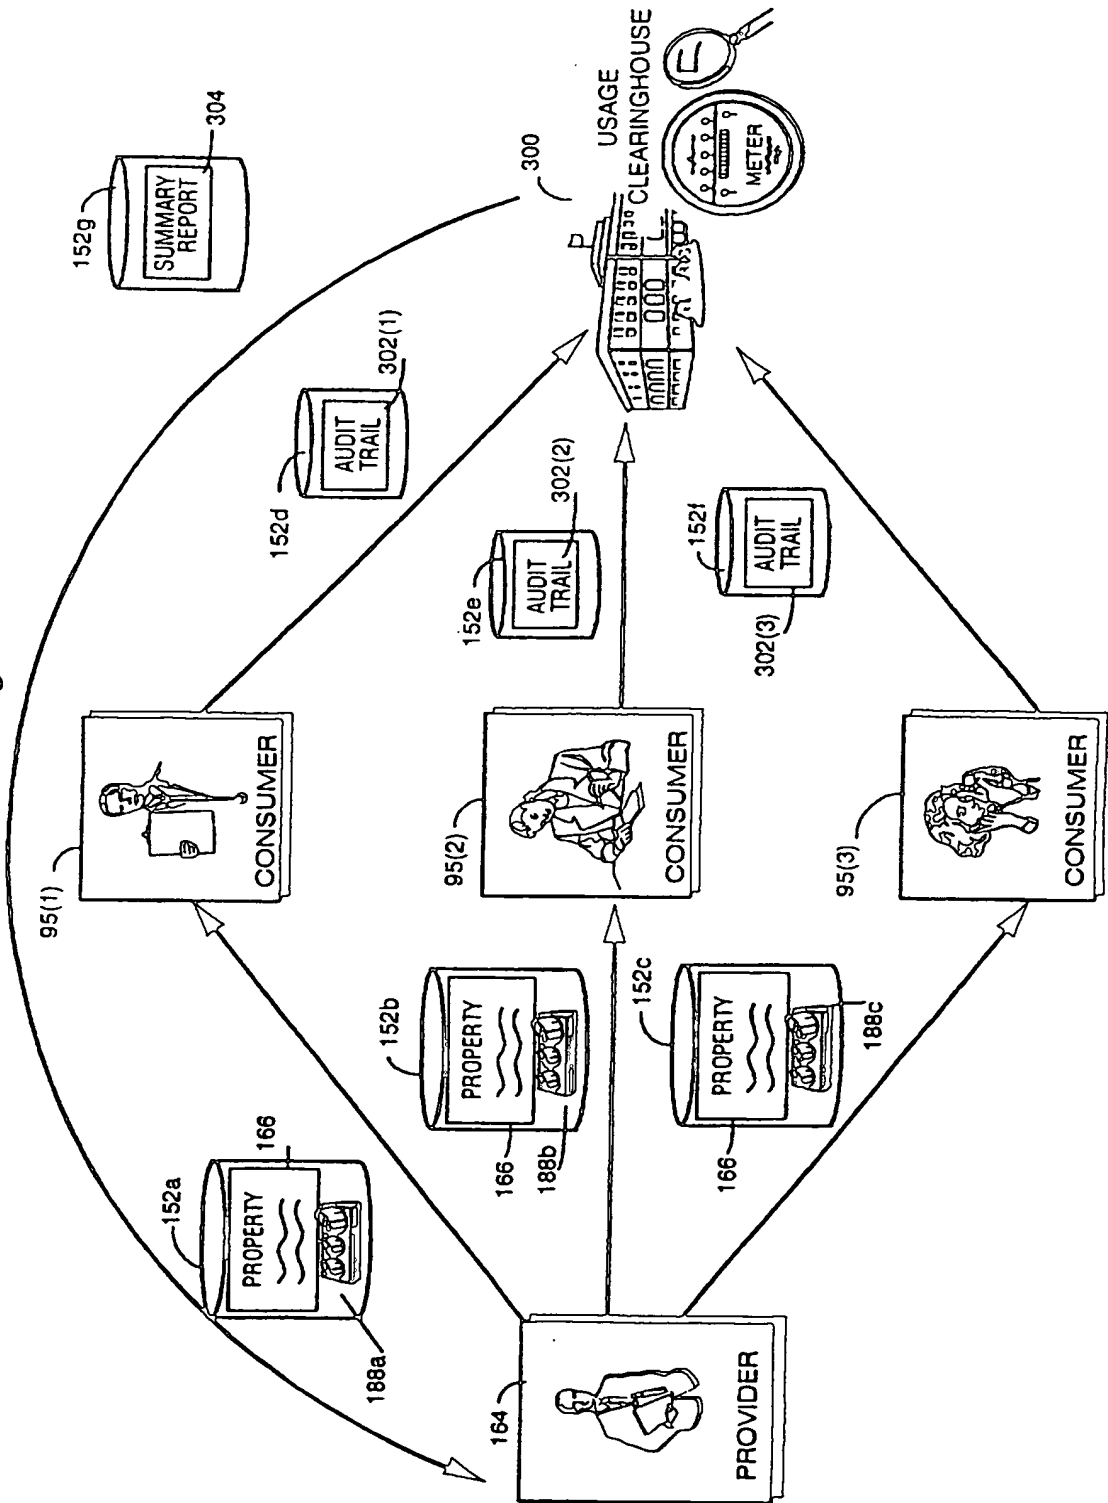 152g
SUMMARY
REPORT
304
300
USAGE
CLEARINGHOUSE
METER
152d
AUDIT
TRAIL
302(1)
152e
AUDIT
TRAIL
302(2)
152f
AUDIT
TRAIL
302(3)
95(1)
CONSUMER
95(2)
CONSUMER
95(3)
CONSUMER
152a
PROPERTY
166
188a
152b
PROPERTY
166
188b
152c
PROPERTY
166
188c
164
PROVIDER